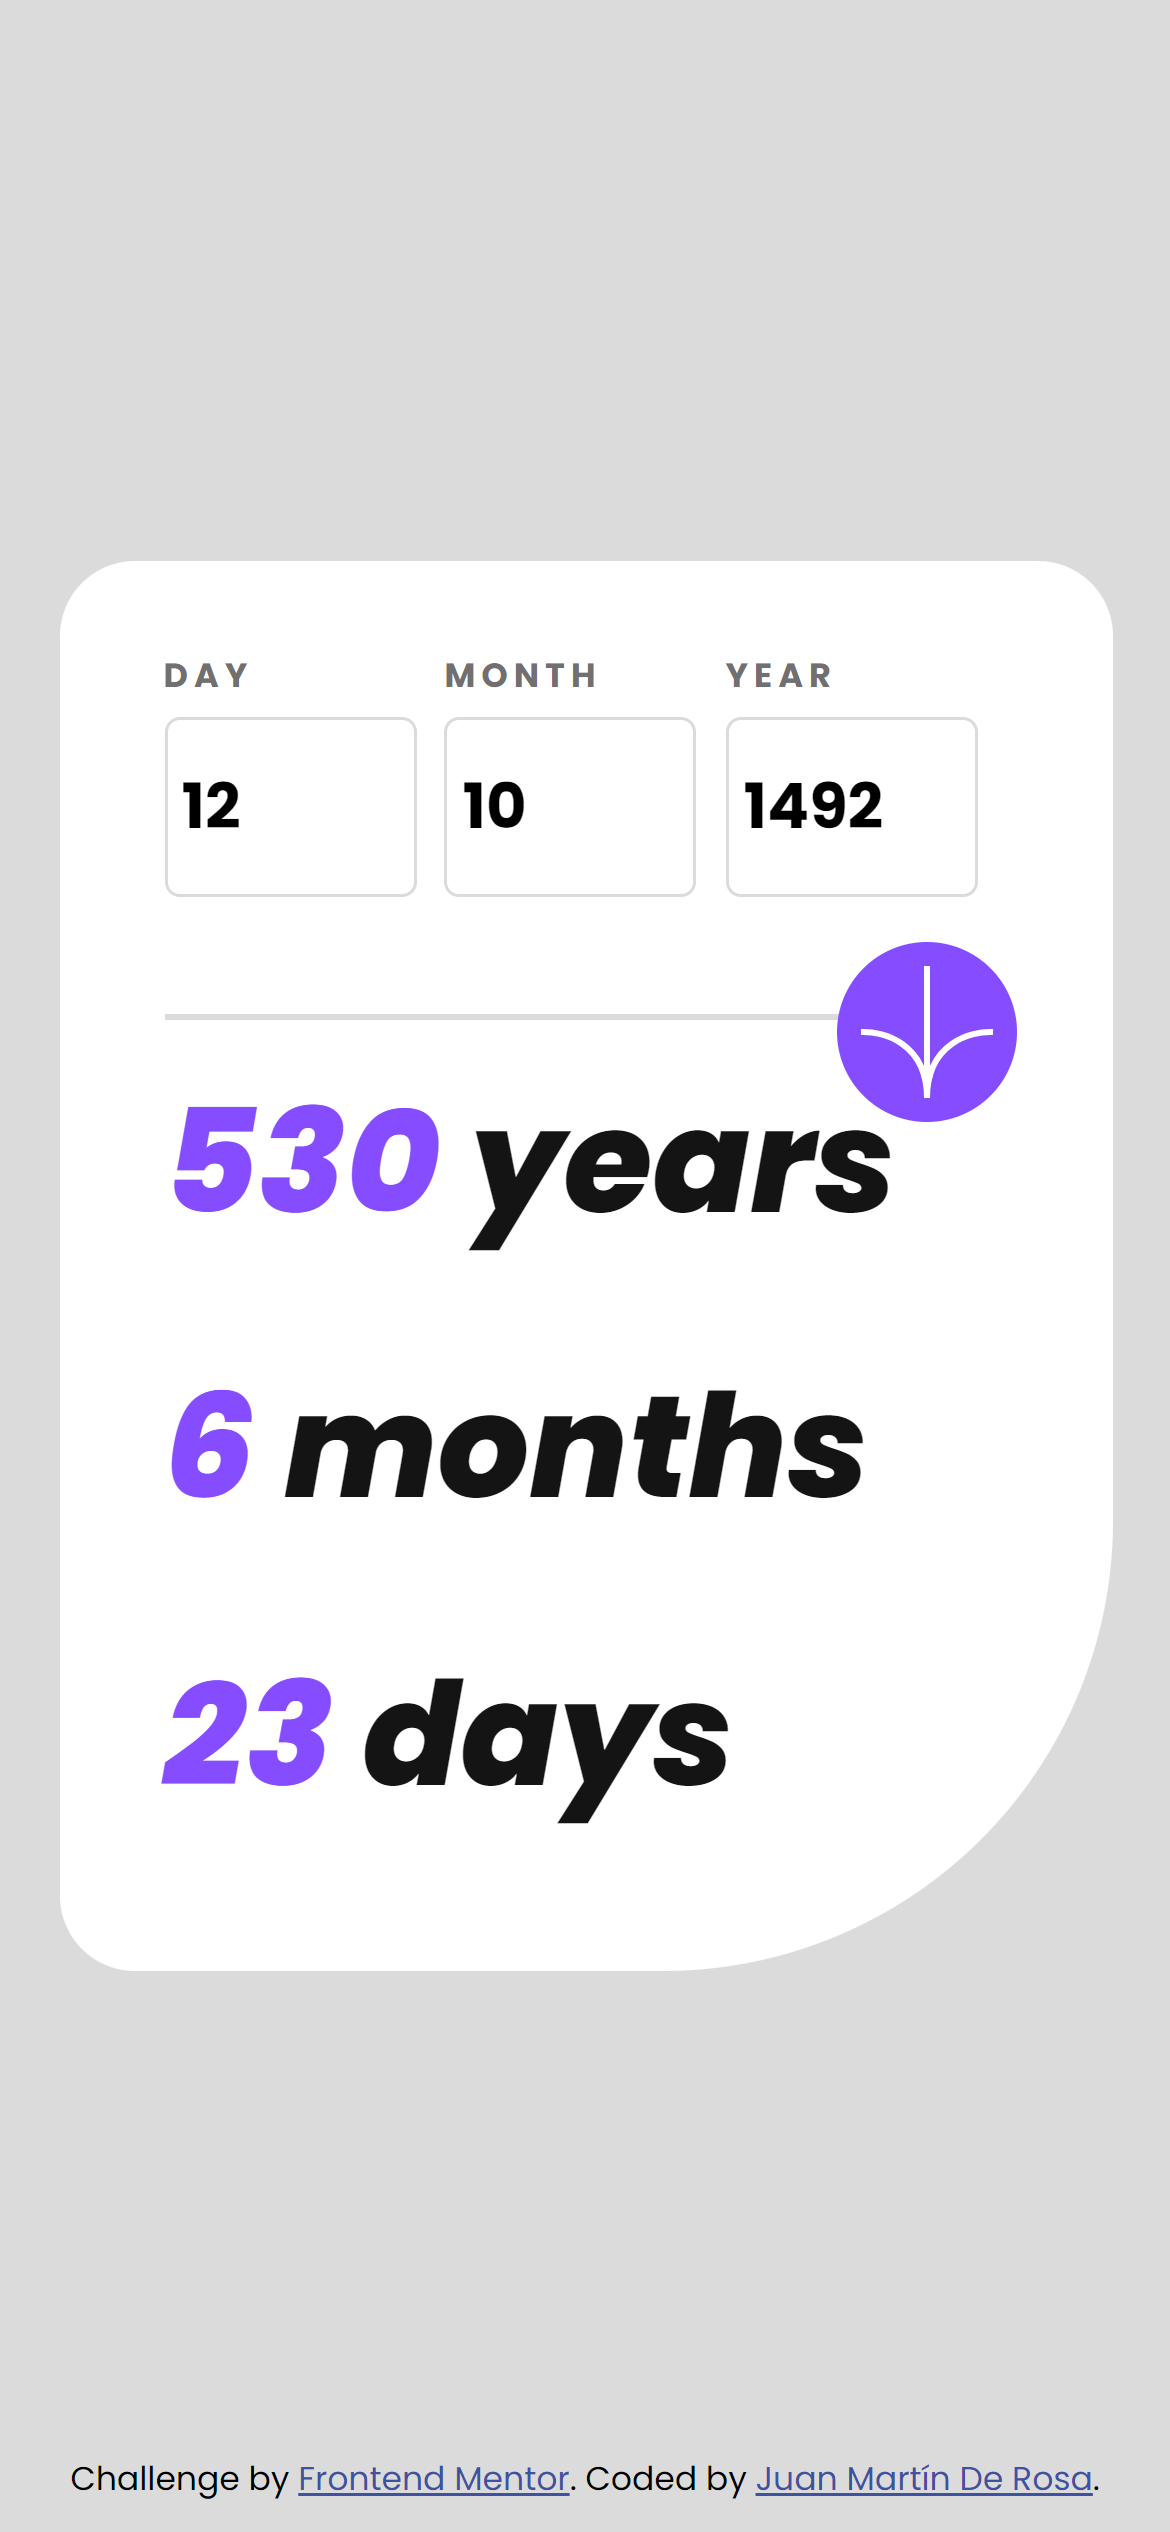 DAY MONTH YEAR
12 10 1492
530 years
6 months
23 days
Challenge by Frontend Mentor. Coded by Juan Martín De Rosa.